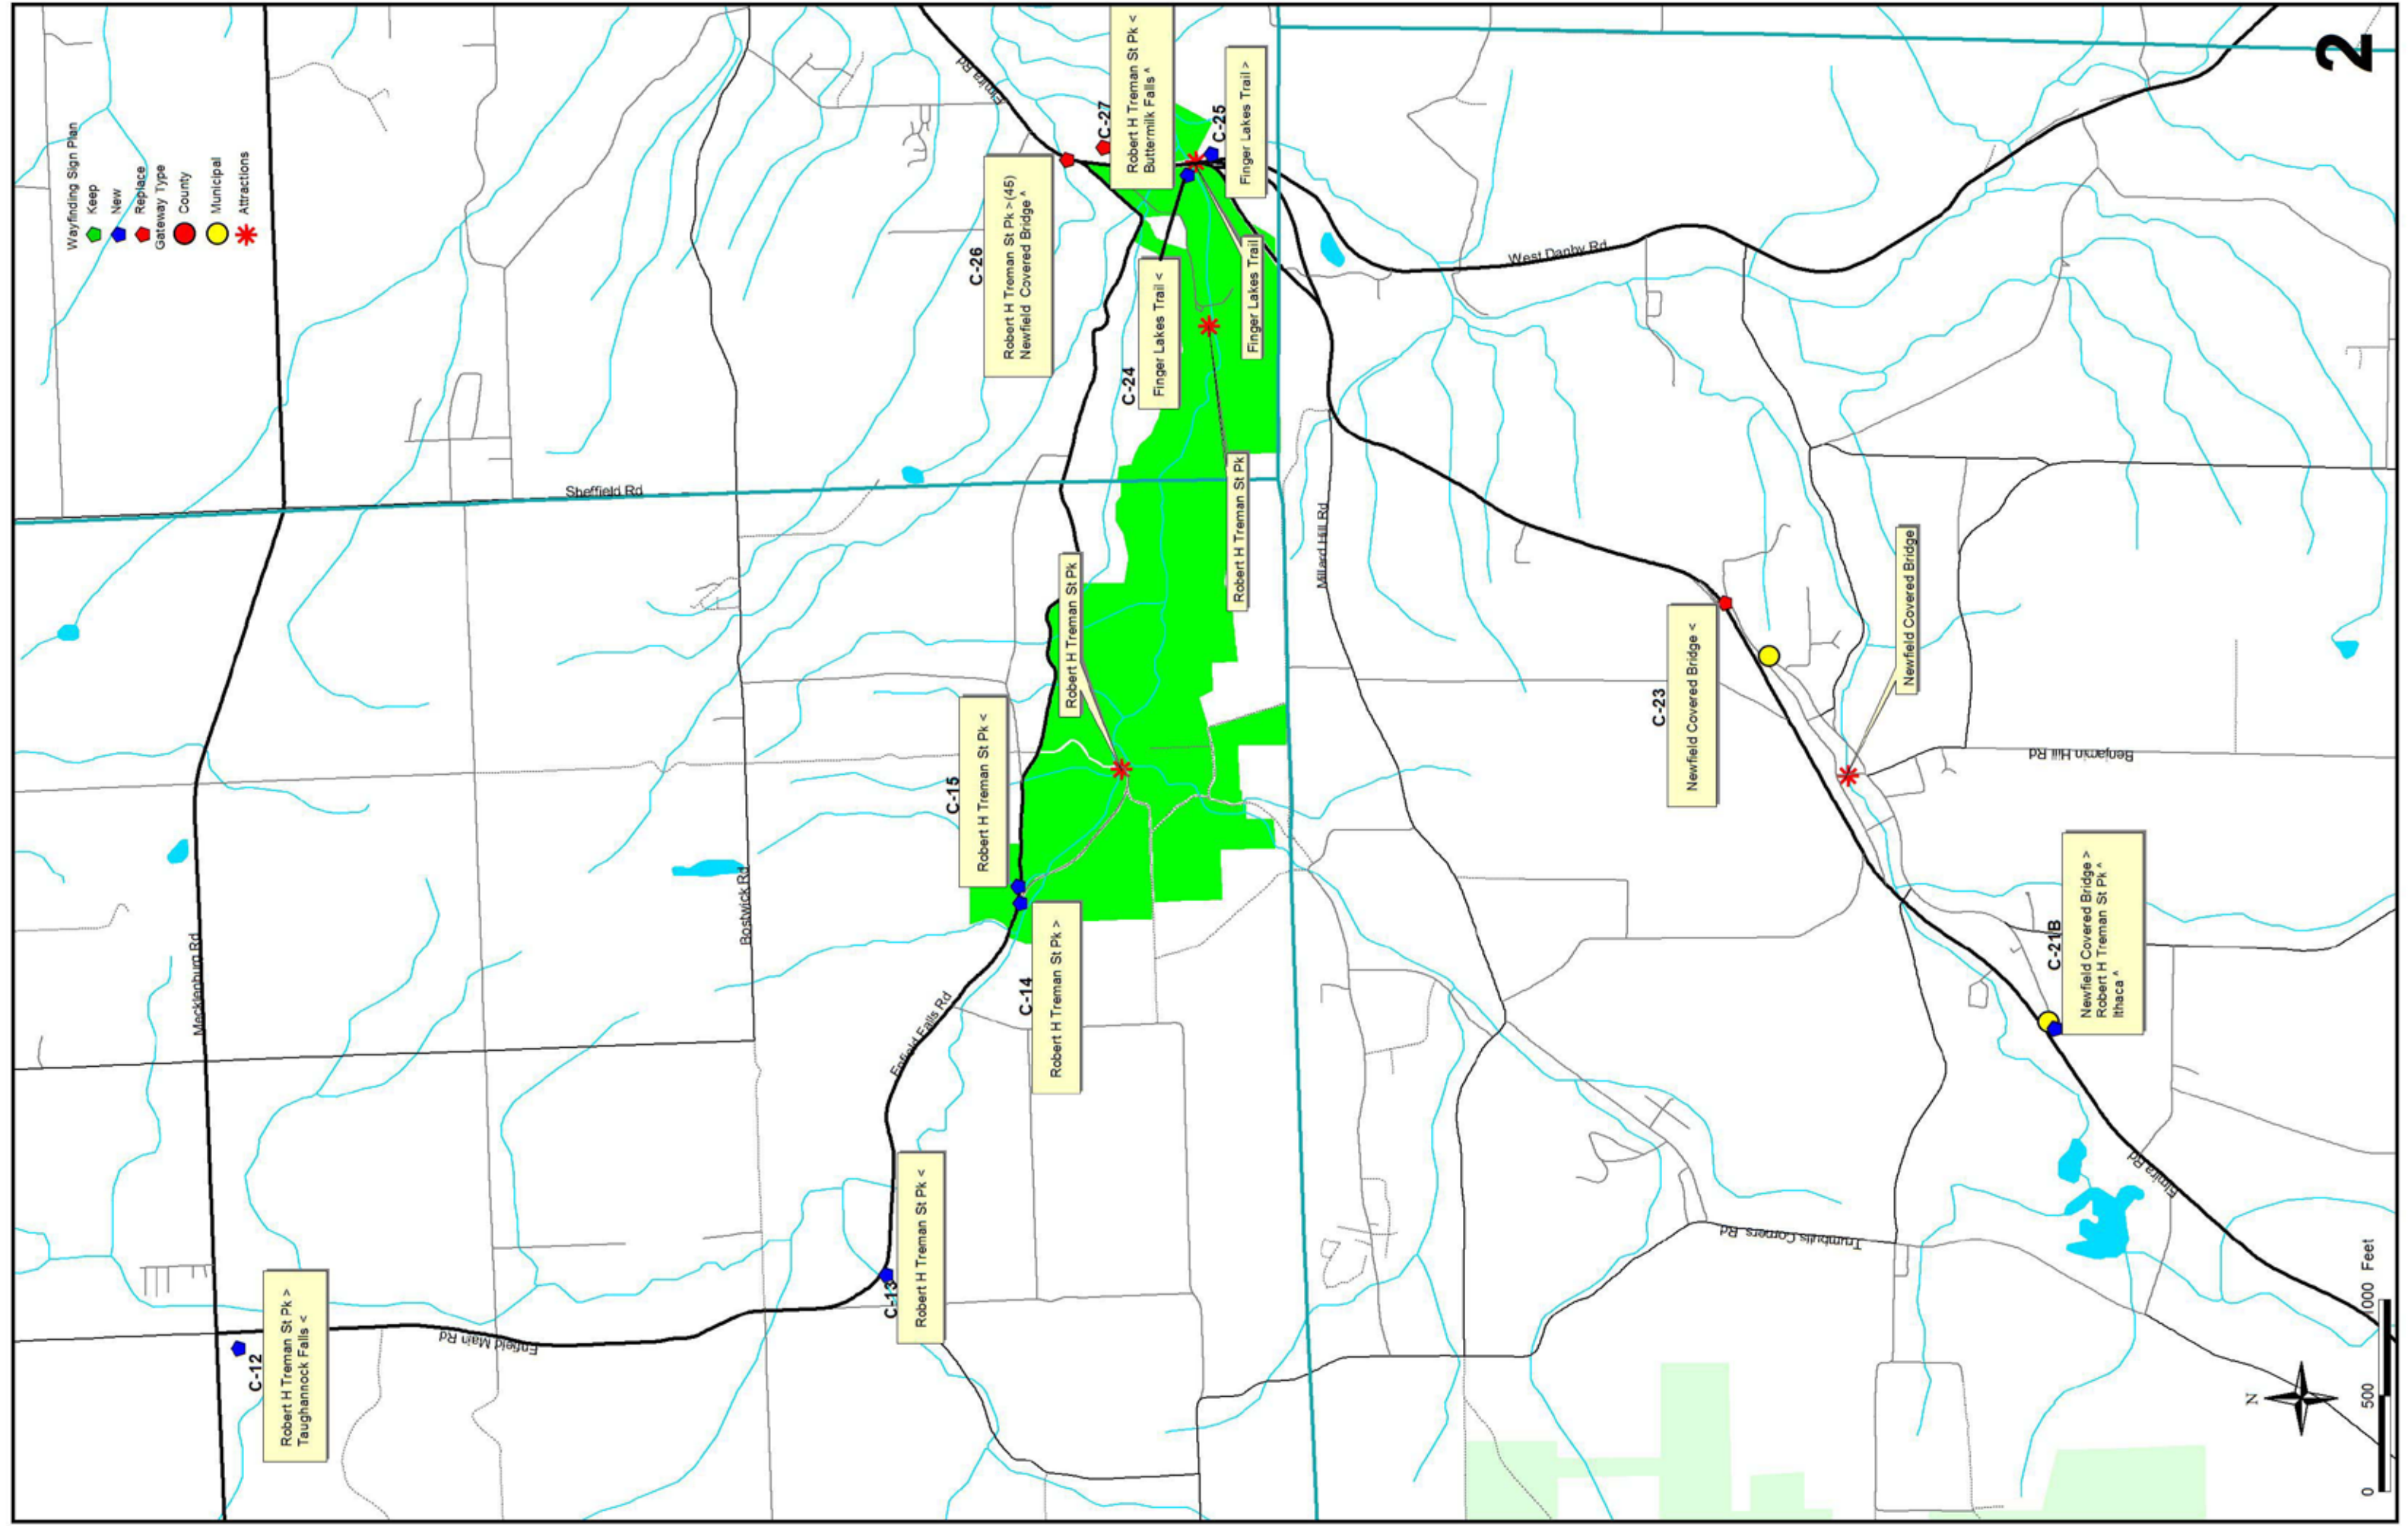 2
Wayfinding Sign Plan
Keep
New
Replace
Gateway Type
County
Municipal
Attractions
Elmira Rd
C-27
Robert H Treman St Pk <
Buttermilk Falls ^
C-25
Finger Lakes Trail >
C-26
Robert H Treman St Pk > (45)
Newfield Covered Bridge ^
C-24
Finger Lakes Trail <
Finger Lakes Trail
West Danby Rd
Sheffield Rd
Robert H Treman St Pk
Millard Hill Rd
Robert H Treman St Pk
C-23
Newfield Covered Bridge <
Newfield Covered Bridge
Benjamin Hill Rd
C-15
Robert H Treman St Pk <
Bostwick Rd
Mecklenburg Rd
C-14
Robert H Treman St Pk >
Enfield Falls Rd
C-21B
Newfield Covered Bridge >
Robert H Treman St Pk ^
Ithaca ^
Elmira Rd
Trumbulls Corners Rd
C-13
Robert H Treman St Pk <
Enfield Main Rd
C-12
Robert H Treman St Pk >
Taughannock Falls <
N
0 500 1000 Feet